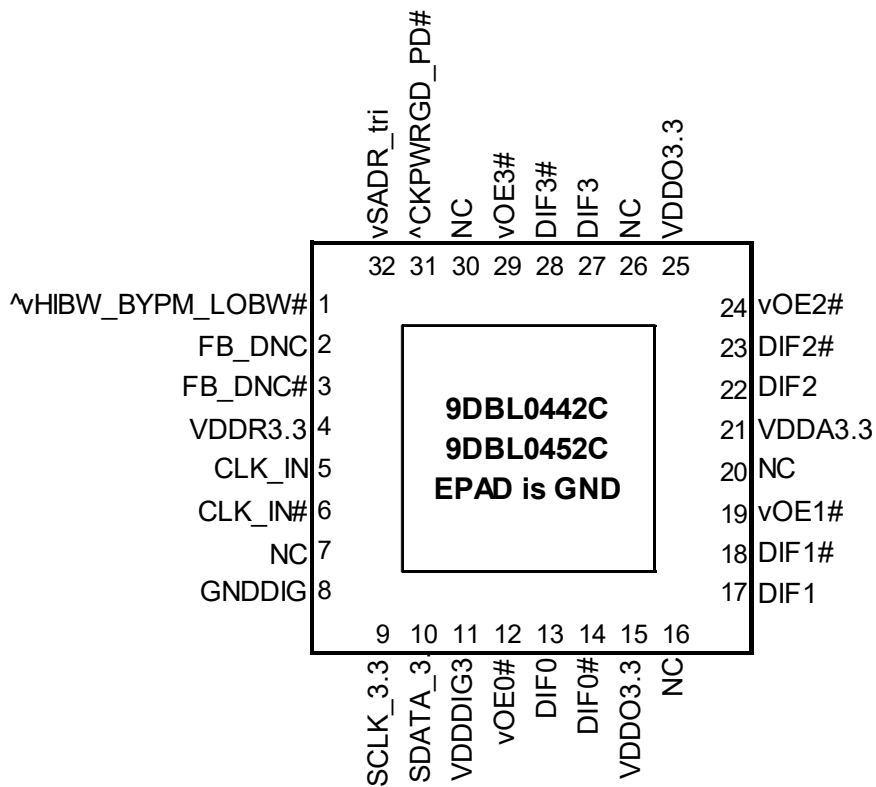 vSADR_tri
^CKPWRGD_PD#
NC
vOE3#
DIF3#
DIF3
NC
VDDO3.3
32 31 30 29 28 27 26 25
^vHIBW_BYPM_LOBW# 1
FB_DNC 2
FB_DNC# 3
VDDR3.3 4
CLK_IN 5
CLK_IN# 6
NC 7
GNDDIG 8
9DBL0442C
9DBL0452C
EPAD is GND
24 vOE2#
23 DIF2#
22 DIF2
21 VDDA3.3
20 NC
19 vOE1#
18 DIF1#
17 DIF1
9 10 11 12 13 14 15 16
SCLK_3.3
SDATA_3.
VDDDIG3
vOE0#
DIF0
DIF0#
VDDO3.3
NC